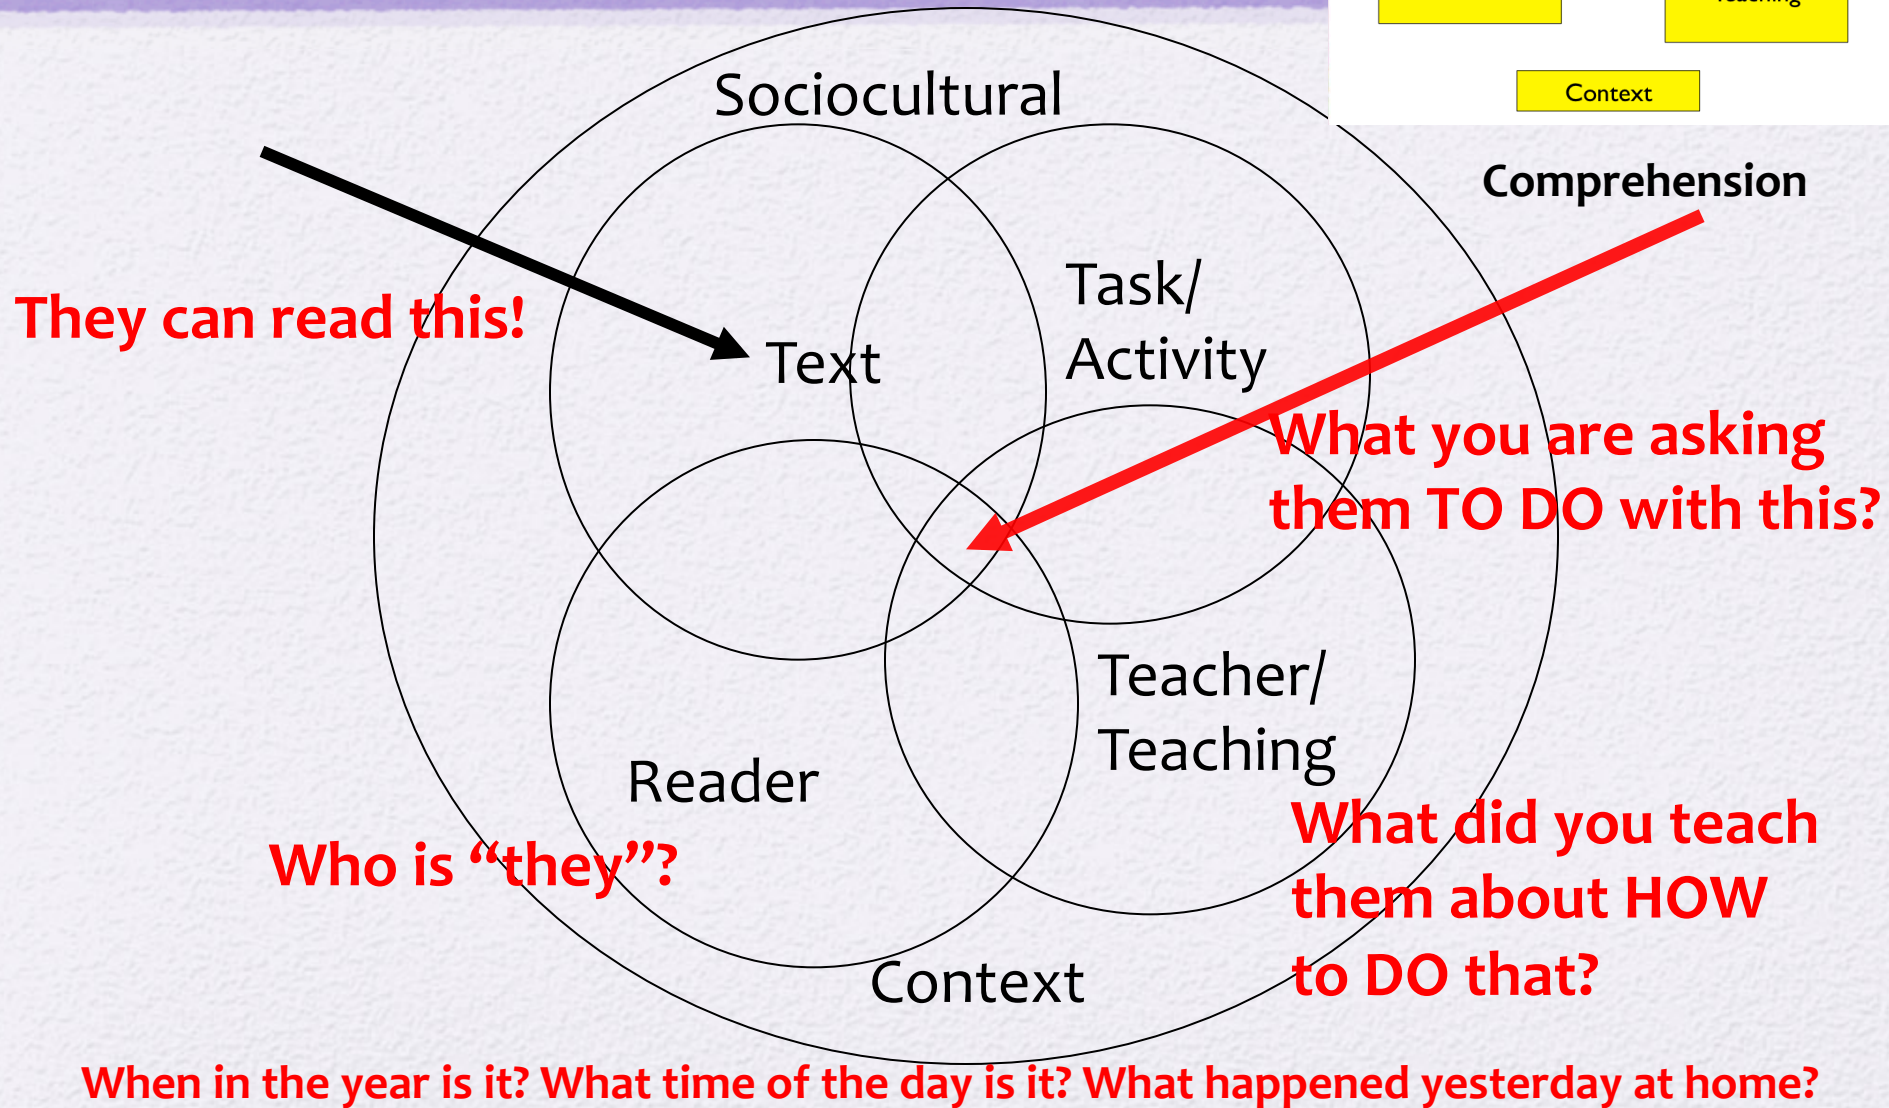 Teaching
Context
Sociocultural
Comprehension
Task/
Activity
They can read this!
Text
What you are asking
them TO DO with this?
Teacher/
Teaching
Reader
What did you teach
them about HOW
to DO that?
Who is “they”?
Context
When in the year is it? What time of the day is it? What happened yesterday at home?